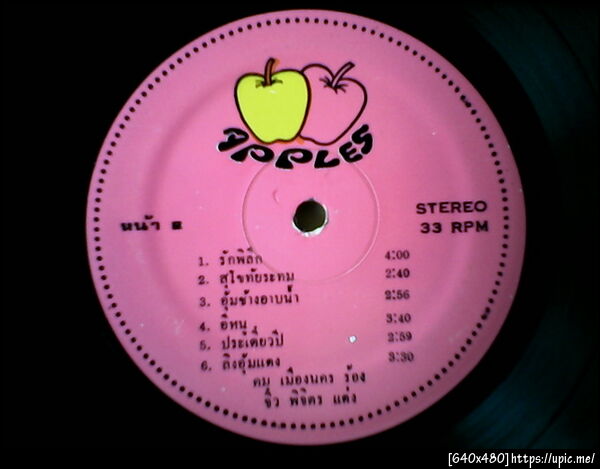 APPLES
หน้า ๒
STEREO
33 RPM
1. รักพิลึก 4:00
2. สุโขทัยระทม 2:40
3. อุ้มช้างอาบน้ำ 2:56
4. อีหนู 3:40
5. ประเดี๋ยวปี 2:59
6. ลิงอุ้มแตง 3:30
คม เมืองนคร ร้อง
ชิว พิจิตร แต่ง
[640x480]https://upic.me/